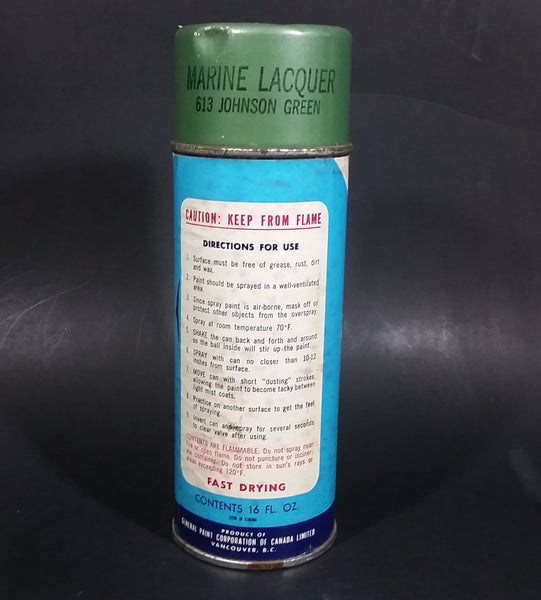 MARINE LACQUER
613 JOHNSON GREEN
CAUTION: KEEP FROM FLAME
DIRECTIONS FOR USE
1. Surface must be free of grease, rust, dirt
and wax.
2. Paint should be sprayed in a well-ventilated
area.
3. Since spray paint is air-borne, mask off or
protect other objects from the overspray.
4. Spray at room temperature 70°F.
5. SHAKE the can back and forth and around
so the ball inside will stir up the paint.
6. SPRAY with can no closer than 10-12
inches from surface.
7. MOVE can with short "dusting" strokes,
allowing the paint to become tacky between
light mist coats.
8. Practice on another surface to get the feel
of spraying.
9. Invert can and spray for several seconds
to clear valve after using.
CONTENTS ARE FLAMMABLE. Do not spray near
fire or open flame. Do not puncture or inciner-
ate container. Do not store in sun's rays or
areas exceeding 120°F.
FAST DRYING
CONTENTS 16 FL. OZ.
PRODUCT OF
GENERAL PAINT CORPORATION OF CANADA LIMITED
VANCOUVER, B.C.